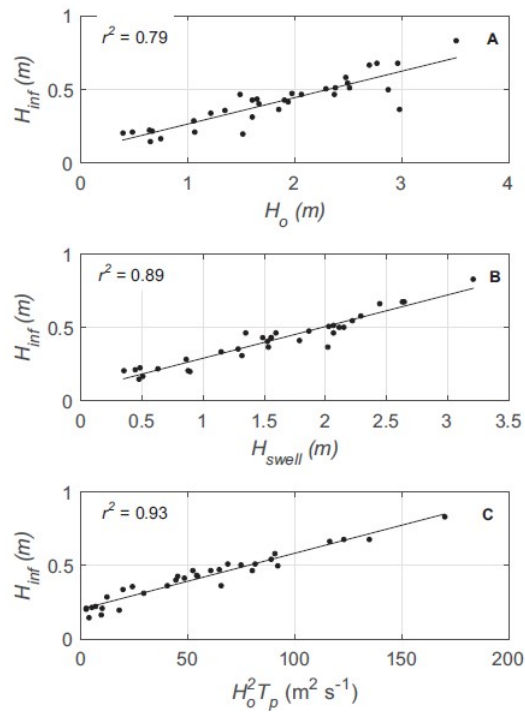 r² = 0.79
A
1
0.5
0
H_inf (m)
0 1 2 3 4
H_o (m)
r² = 0.89
B
1
0.5
0
H_inf (m)
0 0.5 1 1.5 2 2.5 3 3.5
H_swell (m)
r² = 0.93
C
1
0.5
0
H_inf (m)
0 50 100 150 200
H_o²T_p (m² s⁻¹)